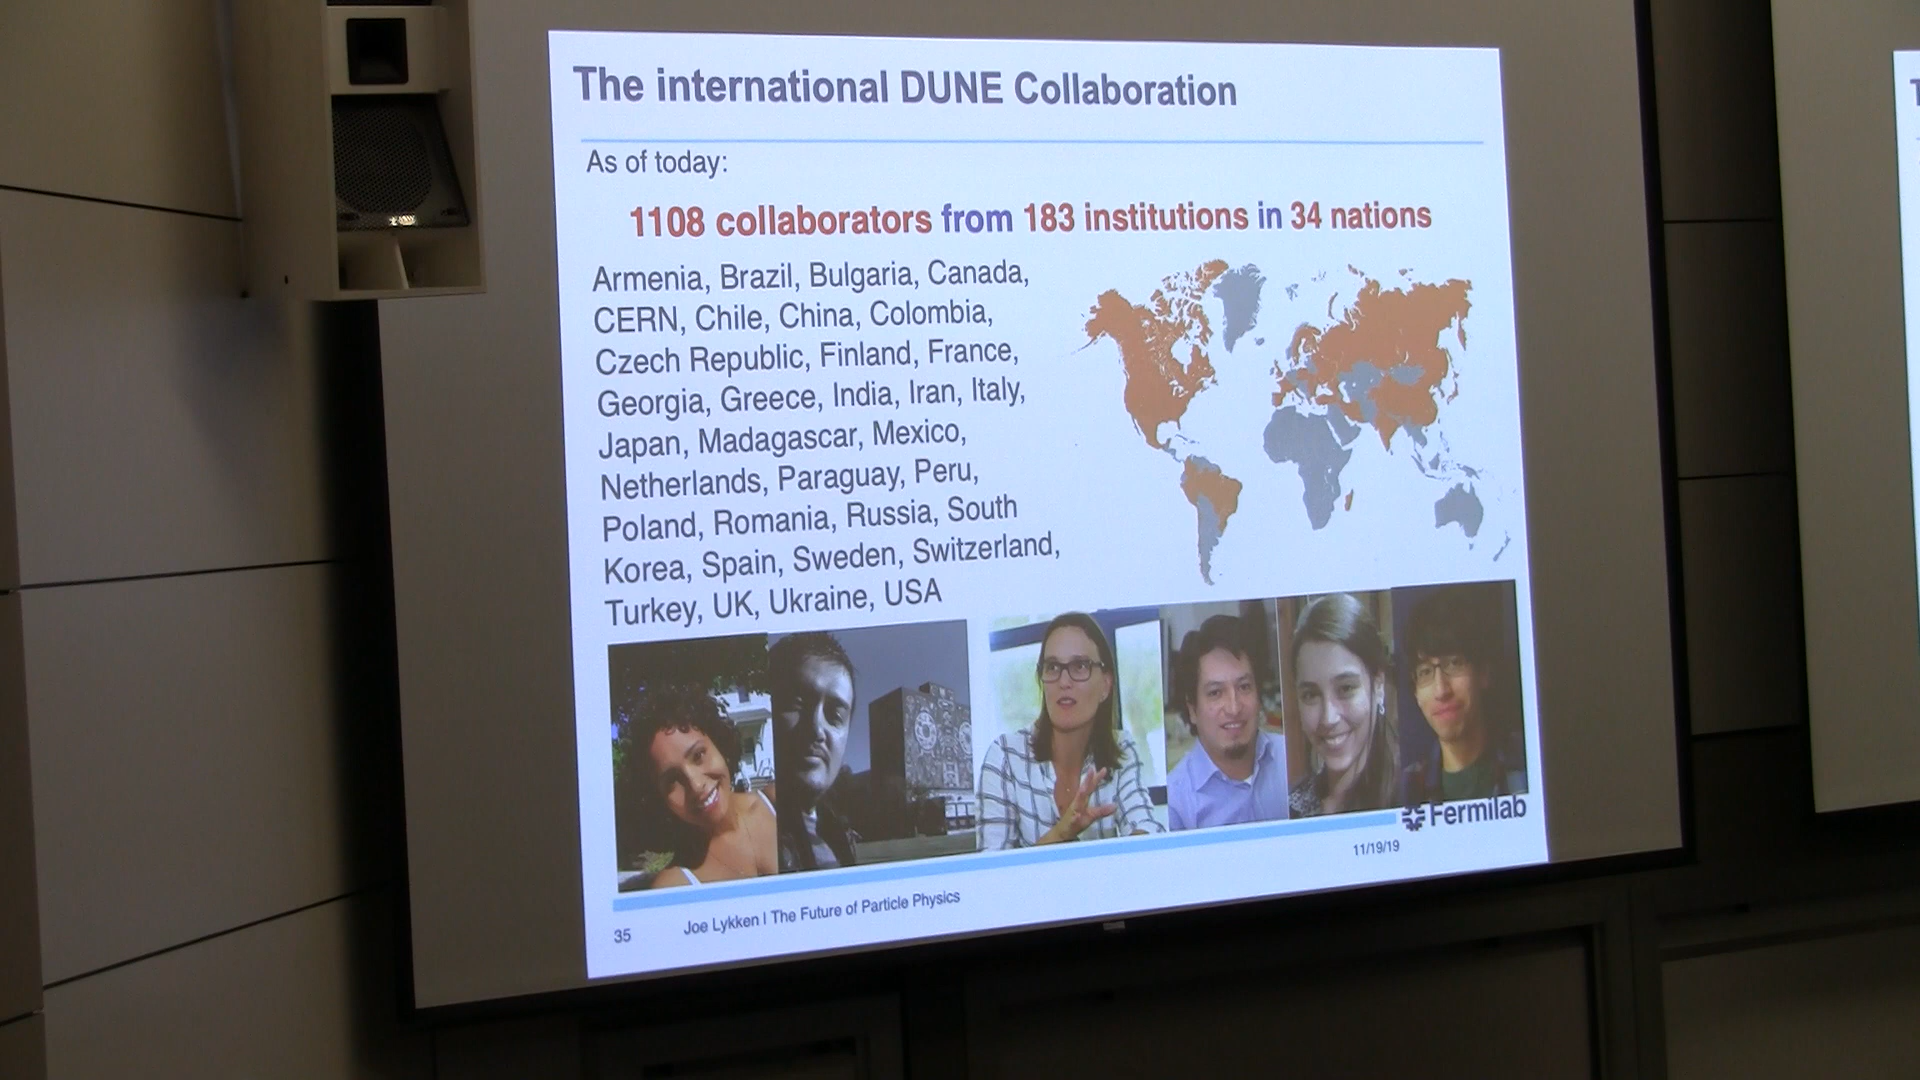 The international DUNE Collaboration
As of today:
1108 collaborators from 183 institutions in 34 nations
Armenia, Brazil, Bulgaria, Canada,
CERN, Chile, China, Colombia,
Czech Republic, Finland, France,
Georgia, Greece, India, Iran, Italy,
Japan, Madagascar, Mexico,
Netherlands, Paraguay, Peru,
Poland, Romania, Russia, South
Korea, Spain, Sweden, Switzerland,
Turkey, UK, Ukraine, USA
Fermilab
11/19/19
35 Joe Lykken | The Future of Particle Physics
T